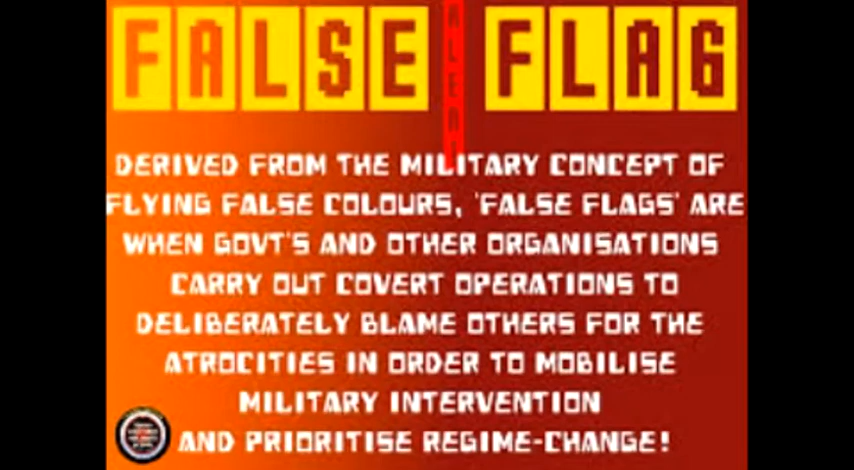 FALSE FLAG
ALERT
DERIVED FROM THE MILITARY CONCEPT OF
FLYING FALSE COLOURS, 'FALSE FLAGS' ARE
WHEN GOVT'S AND OTHER ORGANISATIONS
CARRY OUT COVERT OPERATIONS TO
DELIBERATELY BLAME OTHERS FOR THE
ATROCITIES IN ORDER TO MOBILISE
MILITARY INTERVENTION
AND PRIORITISE REGIME-CHANGE!